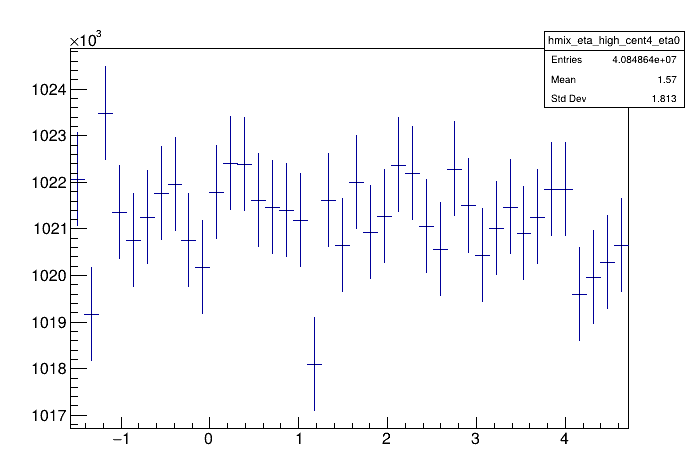 ×10³
hmix_eta_high_cent4_eta0
Entries 4.084864e+07
Mean 1.57
Std Dev 1.813
1024
1023
1022
1021
1020
1019
1018
1017
−1 0 1 2 3 4